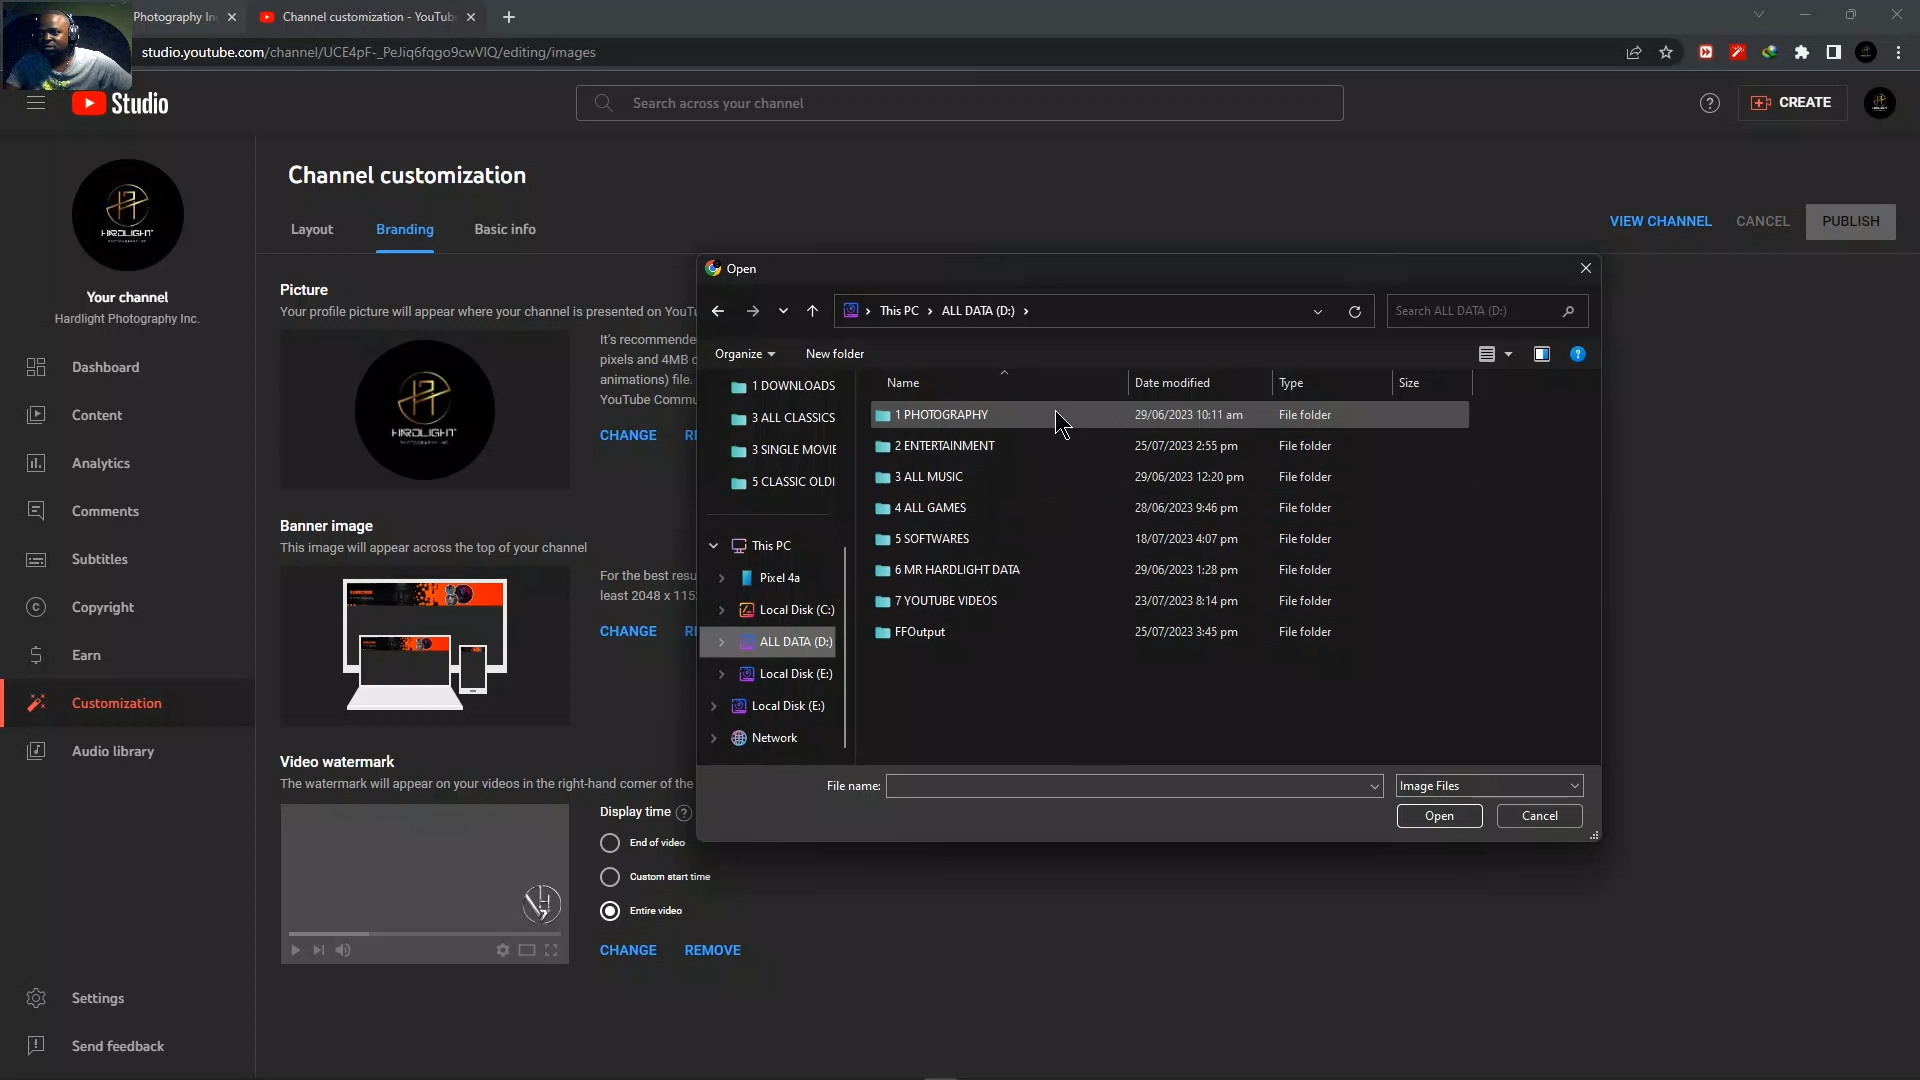 Photography In
Channel customization - YouTube
studio.youtube.com/channel/UCE4pF-_PeJiq6fqgo9cwVIQ/editing/images
Studio
Search across your channel
CREATE
Channel customization
Layout
Branding
Basic info
VIEW CHANNEL
CANCEL
PUBLISH
HARDLIGHT
Your channel
Hardlight Photography Inc.
Dashboard
Content
Analytics
Comments
Subtitles
Copyright
Earn
Customization
Audio library
Settings
Send feedback
Picture
Your profile picture will appear where your channel is presented on YouTu
HARDLIGHT
It's recommende
pixels and 4MB o
animations) file.
YouTube Commu
CHANGE
RE
Banner image
This image will appear across the top of your channel
SUBSCRIBE
For the best resu
least 2048 x 115
CHANGE
RE
Video watermark
The watermark will appear on your videos in the right-hand corner of the
Display time
End of video
Custom start time
Entire video
CHANGE
REMOVE
Open
This PC
ALL DATA (D:)
Search ALL DATA (D:)
Organize
New folder
1 DOWNLOADS
3 ALL CLASSICS
3 SINGLE MOVIE
5 CLASSIC OLDI
This PC
Pixel 4a
Local Disk (C:)
ALL DATA (D:)
Local Disk (E:)
Local Disk (E:)
Network
Name Date modified Type Size
1 PHOTOGRAPHY 29/06/2023 10:11 am File folder
2 ENTERTAINMENT 25/07/2023 2:55 pm File folder
3 ALL MUSIC 29/06/2023 12:20 pm File folder
4 ALL GAMES 28/06/2023 9:46 pm File folder
5 SOFTWARES 18/07/2023 4:07 pm File folder
6 MR HARDLIGHT DATA 29/06/2023 1:28 pm File folder
7 YOUTUBE VIDEOS 23/07/2023 8:14 pm File folder
FFOutput 25/07/2023 3:45 pm File folder
File name:
Image Files
Open
Cancel